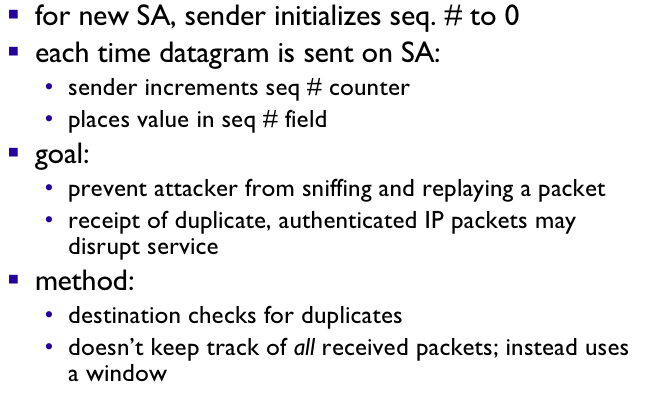 ▪ for new SA, sender initializes seq. # to 0
▪ each time datagram is sent on SA:
• sender increments seq # counter
• places value in seq # field
▪ goal:
• prevent attacker from sniffing and replaying a packet
• receipt of duplicate, authenticated IP packets may
disrupt service
▪ method:
• destination checks for duplicates
• doesn’t keep track of all received packets; instead uses
a window